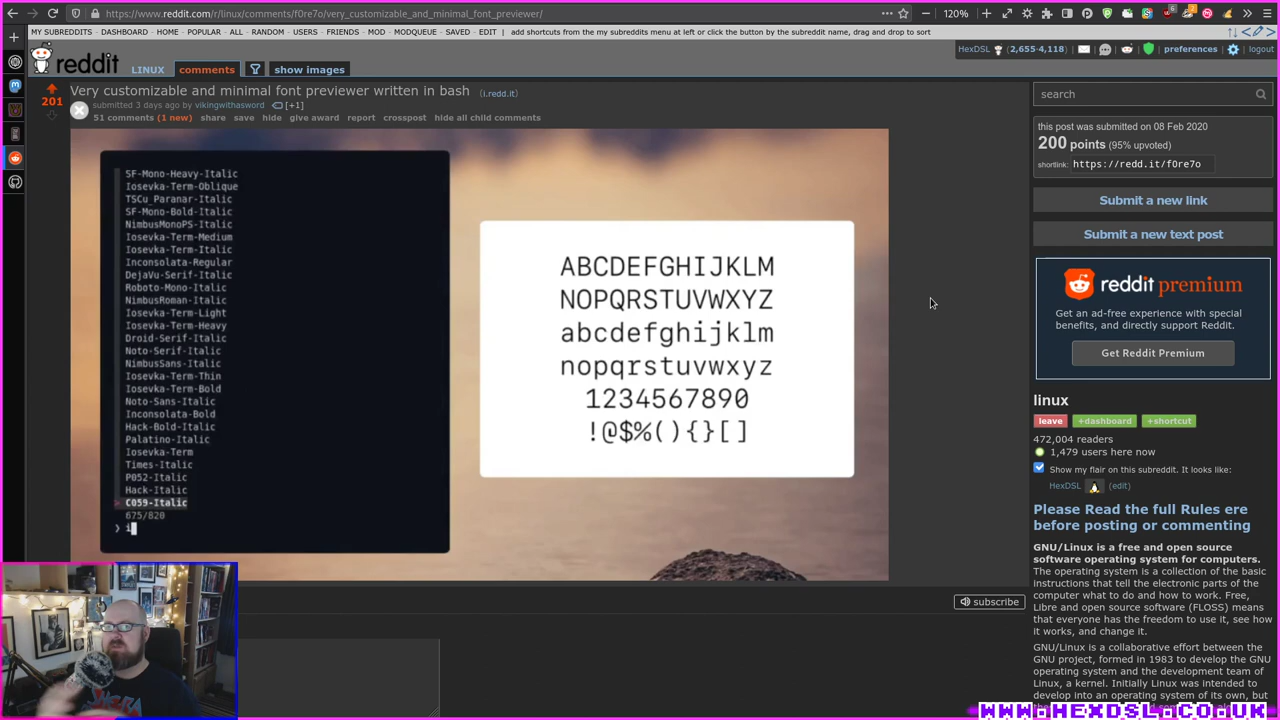 https://www.reddit.com/r/linux/comments/f0re7o/very_customizable_and_minimal_font_previewer/
120%
MY SUBREDDITS - DASHBOARD - HOME - POPULAR - ALL - RANDOM - USERS - FRIENDS - MOD - MODQUEUE - SAVED - EDIT
add shortcuts from the my subreddits menu at left or click the button by the subreddit name, drag and drop to sort
HexDSL (2,655·4,118)
preferences
logout
reddit
LINUX
comments
show images
201
Very customizable and minimal font previewer written in bash (i.redd.it)
submitted 3 days ago by vikingwithasword [+1]
51 comments (1 new) share save hide give award report crosspost hide all child comments
SF-Mono-Heavy-Italic
Iosevka-Term-Oblique
TSCu_Paranar-Italic
SF-Mono-Bold-Italic
NimbusMonoPS-Italic
Iosevka-Term-Medium
Iosevka-Term-Italic
Inconsolata-Regular
DejaVu-Serif-Italic
Roboto-Mono-Italic
NimbusRoman-Italic
Iosevka-Term-Light
Iosevka-Term-Heavy
Droid-Serif-Italic
Noto-Serif-Italic
NimbusSans-Italic
Iosevka-Term-Thin
Iosevka-Term-Bold
Noto-Sans-Italic
Inconsolata-Bold
Hack-Bold-Italic
Palatino-Italic
Iosevka-Term
Times-Italic
P052-Italic
Hack-Italic
> C059-Italic
675/820
❯ i
ABCDEFGHIJKLM
NOPQRSTUVWXYZ
abcdefghijklm
nopqrstuvwxyz
1234567890
!@$%(){}[]
search
this post was submitted on 08 Feb 2020
200 points (95% upvoted)
shortlink: https://redd.it/f0re7o
Submit a new link
Submit a new text post
reddit premium
Get an ad-free experience with special
benefits, and directly support Reddit.
Get Reddit Premium
linux
leave +dashboard +shortcut
472,004 readers
1,479 users here now
Show my flair on this subreddit. It looks like:
HexDSL (edit)
Please Read the full Rules ere
before posting or commenting
GNU/Linux is a free and open source
software operating system for computers.
The operating system is a collection of the basic
instructions that tell the electronic parts of the
computer what to do and how to work. Free,
Libre and open source software (FLOSS) means
that everyone has the freedom to use it, see how
it works, and change it.
GNU/Linux is a collaborative effort between the
GNU project, formed in 1983 to develop the GNU
operating system and the development team of
Linux, a kernel. Initially Linux was intended to
develop into an operating system of its own, but
subscribe
WWW.HEXDSL.CO.UK